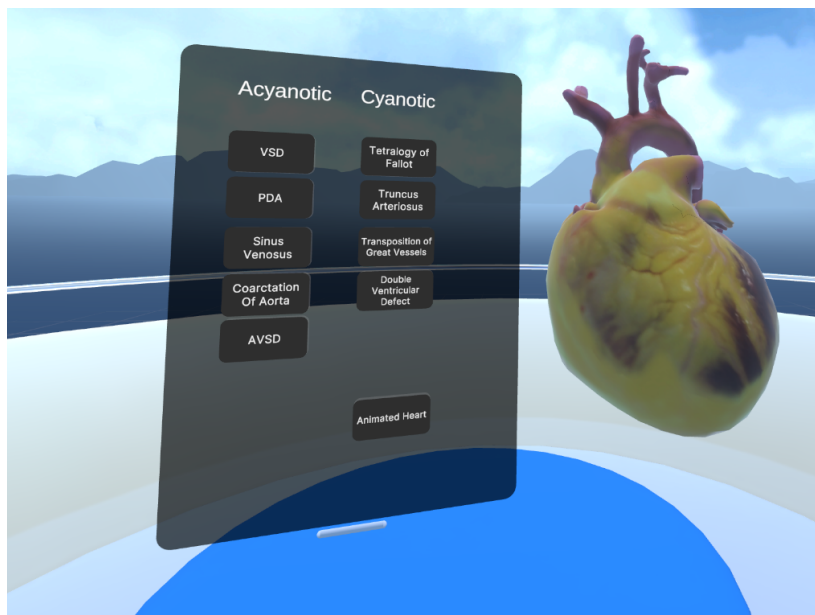 Acyanotic
VSD
PDA
Sinus
Venosus
Coarctation
Of Aorta
AVSD
Cyanotic
Tetralogy of
Fallot
Truncus
Arteriosus
Transposition of
Great Vessels
Double
Ventricular
Defect
Animated Heart